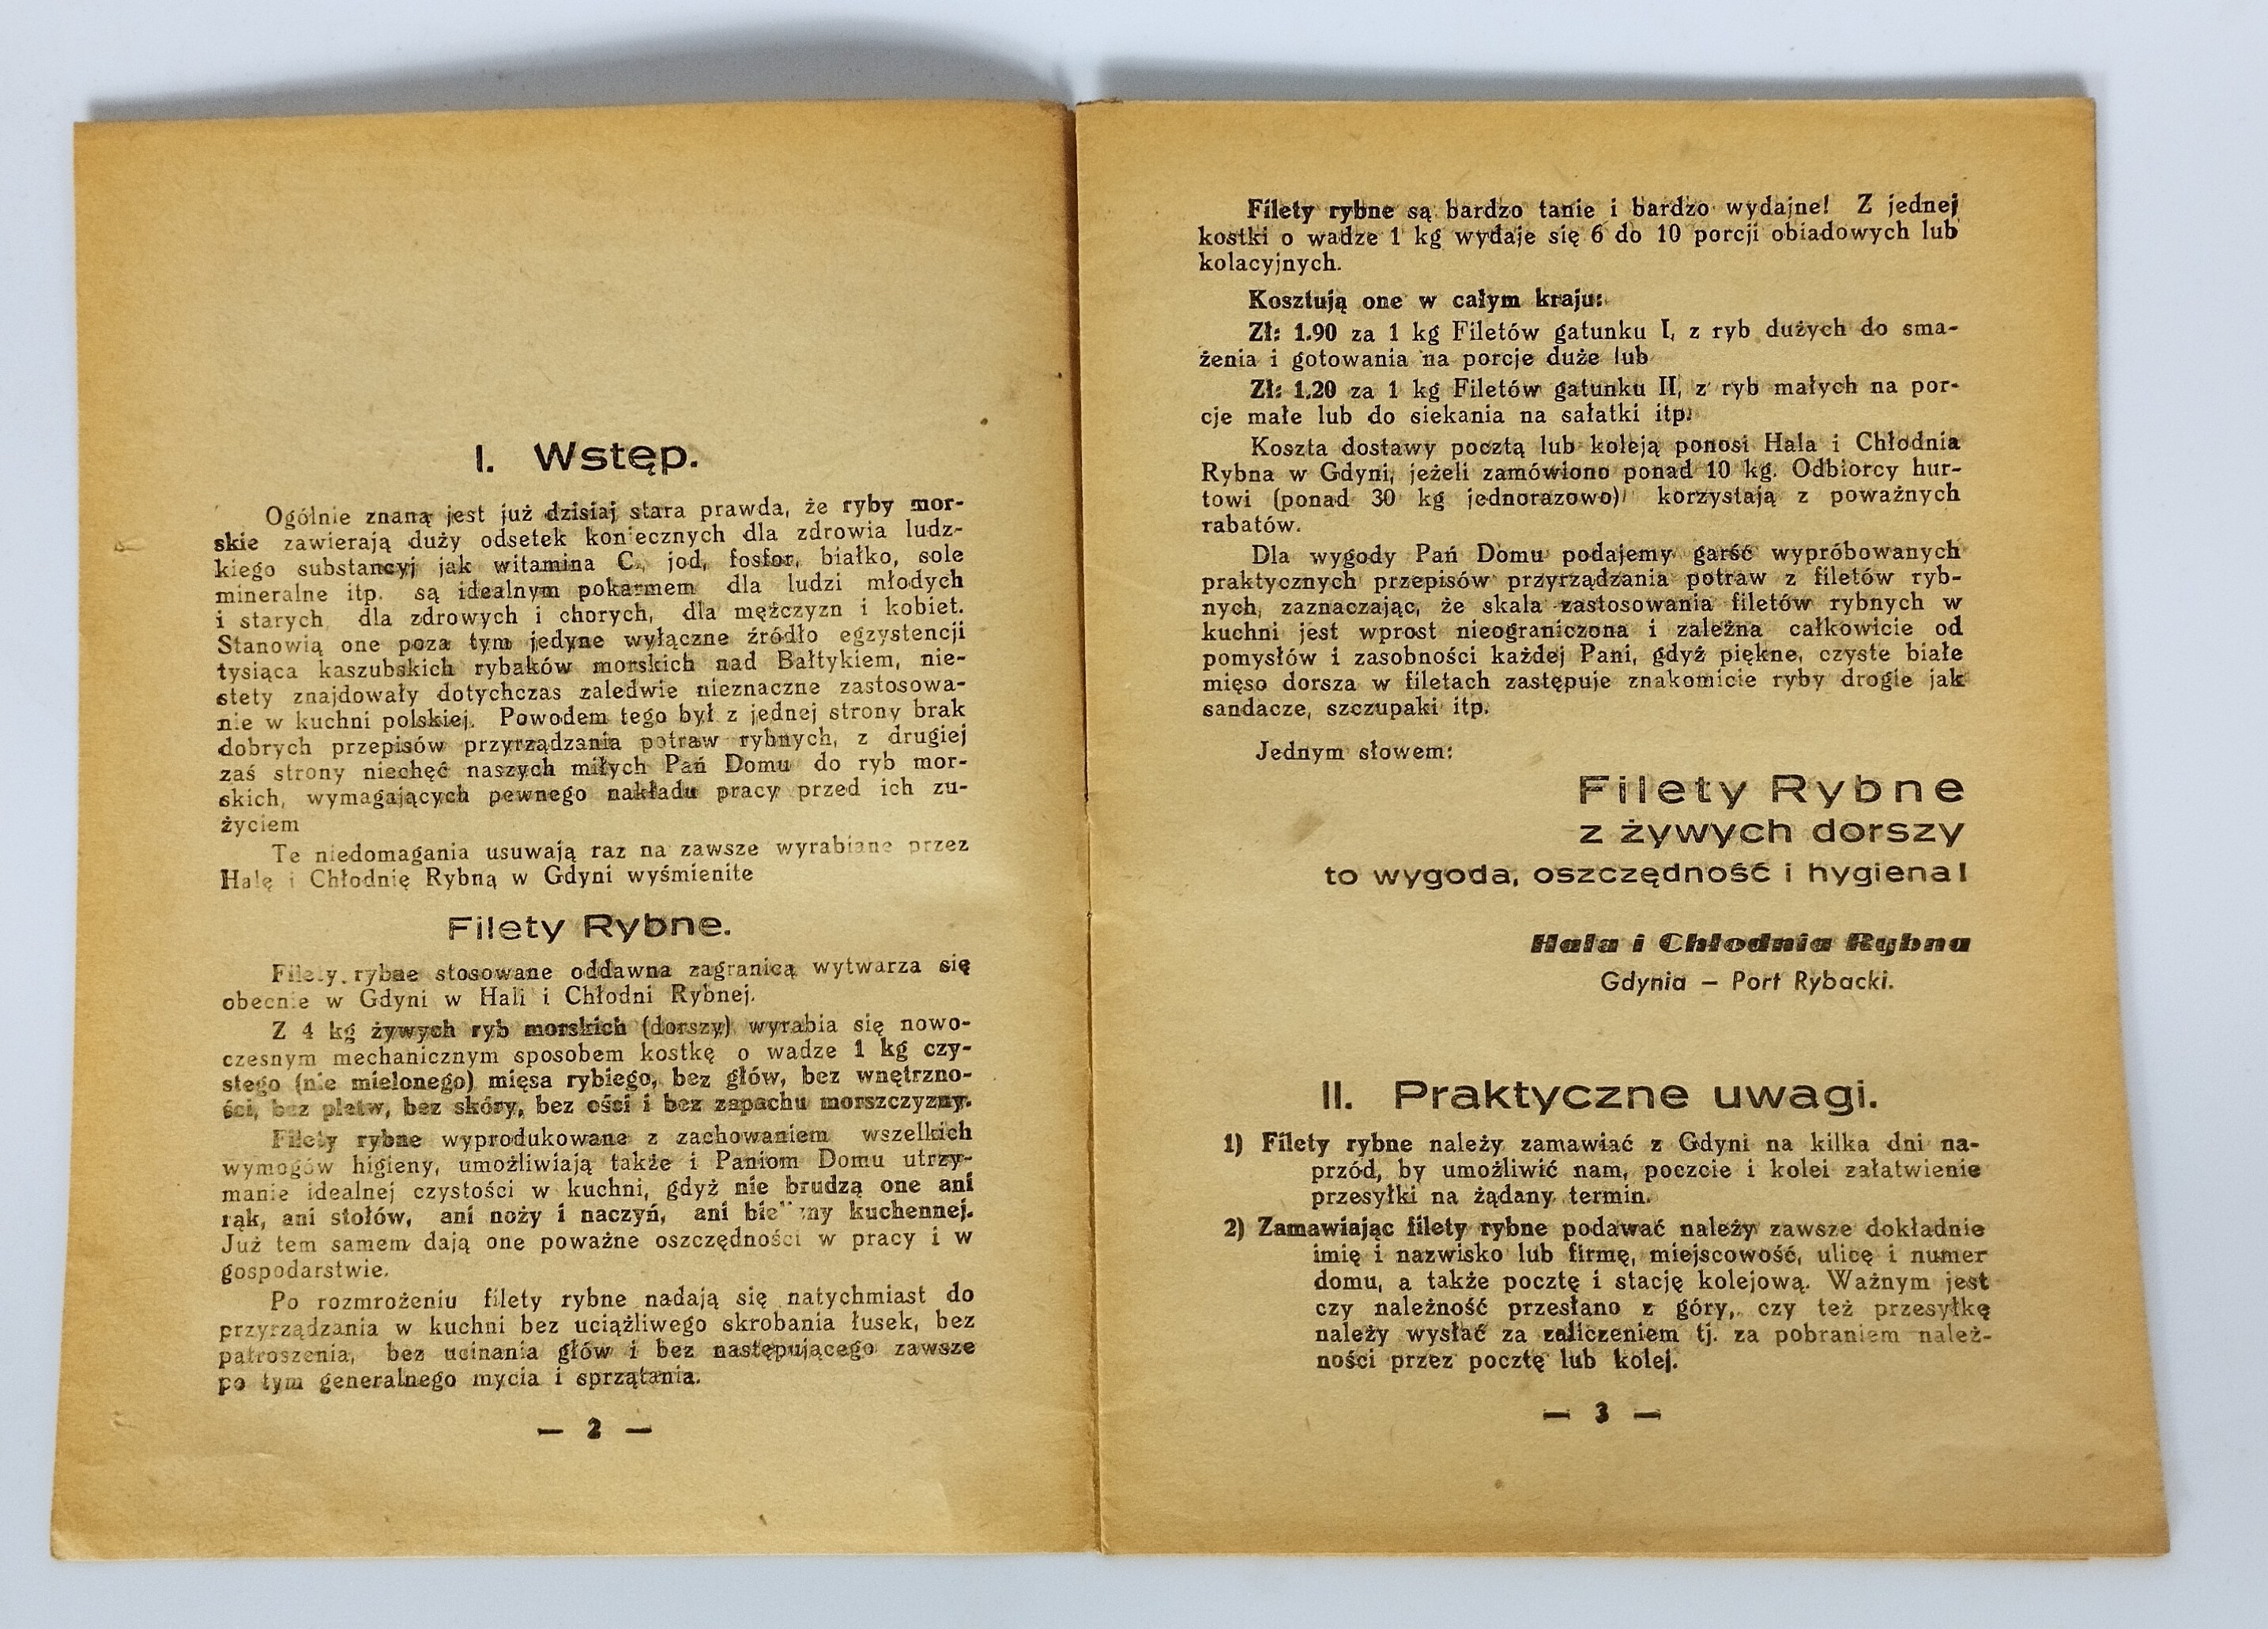 I. Wstęp.
Ogólnie znaną jest już dzisiaj stara prawda, że ryby mor-
skie zawierają duży odsetek koniecznych dla zdrowia ludz-
kiego substancyj jak witamina C., jod, fosfor, białko, sole
mineralne itp. są idealnym pokarmem dla ludzi młodych
i starych dla zdrowych i chorych, dla mężczyzn i kobiet.
Stanowią one poza tym jedyne wyłączne źródło egzystencji
tysiąca kaszubskich rybaków morskich nad Bałtykiem, nie-
stety znajdowały dotychczas zaledwie nieznaczne zastosowa-
nie w kuchni polskiej. Powodem tego był z jednej strony brak
dobrych przepisów przyrządzania potraw rybnych, z drugiej
zaś strony niechęć naszych miłych Pań Domu do ryb mor-
skich, wymagających pewnego nakładu pracy przed ich zu-
życiem
Te niedomagania usuwają raz na zawsze wyrabiane przez
Halę i Chłodnię Rybną w Gdyni wyśmienite
Filety Rybne.
Filety rybne stosowane oddawna zagranicą wytwarza się
obecnie w Gdyni w Hali i Chłodni Rybnej.
Z 4 kg żywych ryb morskich (dorszy) wyrabia się nowo-
czesnym mechanicznym sposobem kostkę o wadze 1 kg czy-
stego (nie mielonego) mięsa rybiego, bez głów, bez wnętrzno-
ści, bez pletw, bez skóry, bez ości i bez zapachu morszczyzny.
Filety rybne wyprodukowane z zachowaniem wszelkich
wymogów higieny, umożliwiają także i Paniom Domu utrzy-
manie idealnej czystości w kuchni, gdyż nie brudzą one ani
rąk, ani stołów, ani noży i naczyń, ani bielizny kuchennej.
Już tem samem dają one poważne oszczędności w pracy i w
gospodarstwie.
Po rozmrożeniu filety rybne nadają się natychmiast do
przyrządzania w kuchni bez uciążliwego skrobania łusek, bez
patroszenia, bez ucinania głów i bez następującego zawsze
po tym generalnego mycia i sprzątania.
— 2 —
Filety rybne są bardzo tanie i bardzo wydajne! Z jednej
kostki o wadze 1 kg wydaje się 6 do 10 porcji obiadowych lub
kolacyjnych.
Kosztują one w całym kraju:
Zł: 1.90 za 1 kg Filetów gatunku I, z ryb dużych do sma-
żenia i gotowania na porcje duże lub
Zł: 1.20 za 1 kg Filetów gatunku II, z ryb małych na por-
cje małe lub do siekania na sałatki itp.
Koszta dostawy pocztą lub koleją ponosi Hala i Chłodnia
Rybna w Gdyni, jeżeli zamówiono ponad 10 kg. Odbiorcy hur-
towi (ponad 30 kg jednorazowo) korzystają z poważnych
rabatów.
Dla wygody Pań Domu podajemy garść wypróbowanych
praktycznych przepisów przyrządzania potraw z filetów ryb-
nych, zaznaczając, że skala zastosowania filetów rybnych w
kuchni jest wprost nieograniczona i zależna całkowicie od
pomysłów i zasobności każdej Pani, gdyż piękne, czyste białe
mięso dorsza w filetach zastępuje znakomicie ryby drogie jak
sandacze, szczupaki itp.
Jednym słowem:
Filety Rybne
z żywych dorszy
to wygoda, oszczędność i hygiena!
Hala i Chłodnia Rybna
Gdynia – Port Rybacki.
II. Praktyczne uwagi.
1) Filety rybne należy zamawiać z Gdyni na kilka dni na-
przód, by umożliwić nam, poczcie i kolei załatwienie
przesyłki na żądany termin.
2) Zamawiając filety rybne podawać należy zawsze dokładnie
imię i nazwisko lub firmę, miejscowość, ulicę i numer
domu, a także pocztę i stację kolejową. Ważnym jest
czy należność przesłano z góry, czy też przesyłkę
należy wysłać za zaliczeniem tj. za pobraniem należ-
ności przez pocztę lub kolej.
— 3 —